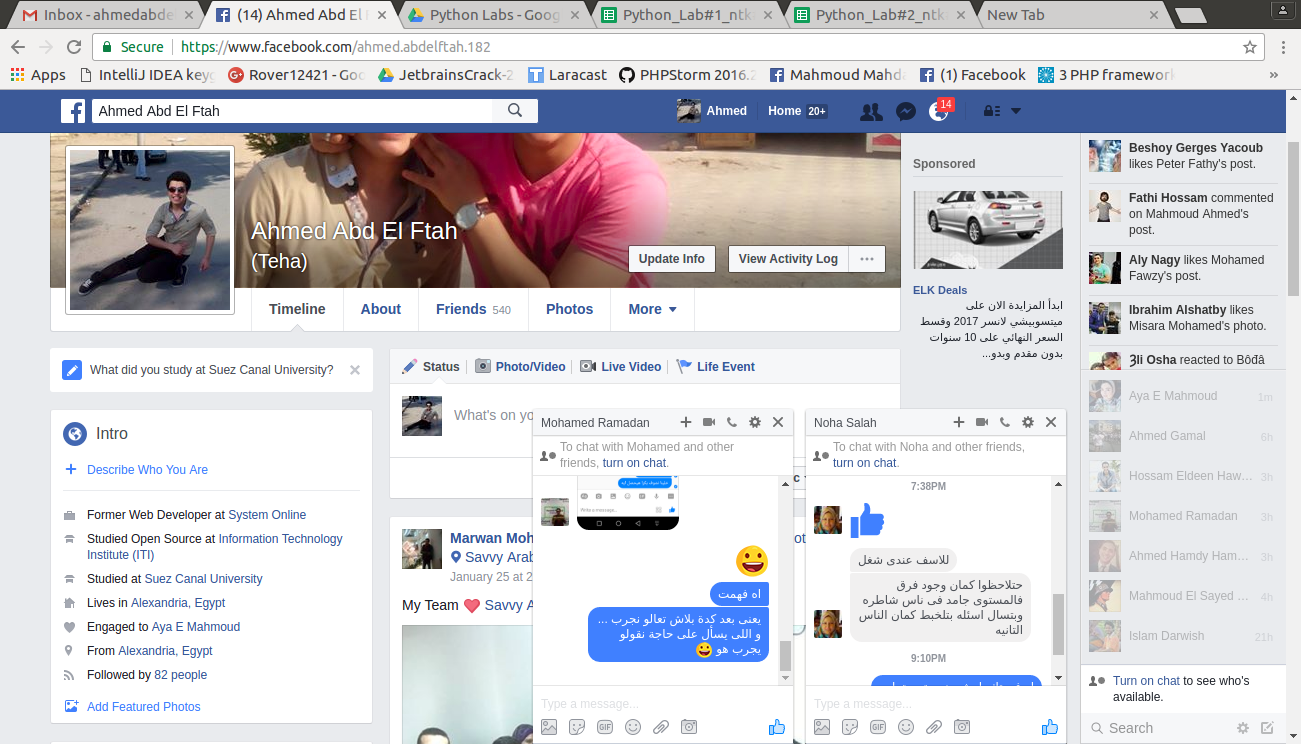 Inbox - ahmedabde
(14) Ahmed Abd El
Python Labs - Goog
Python_Lab#1_ntk
Python_Lab#2_ntk
New Tab
Secure
https://www.facebook.com/ahmed.abdelftah.182
Apps
IntelliJ IDEA key
Rover12421 - Goo
JetbrainsCrack-2
Laracast
PHPStorm 2016.2
Mahmoud Mahda
(1) Facebook
3 PHP framework
»
Ahmed Abd El Ftah
Ahmed
Home 20+
14
Ahmed Abd El Ftah
(Teha)
Update Info
View Activity Log
Timeline
About
Friends 540
Photos
More
What did you study at Suez Canal University?
Intro
Describe Who You Are
Former Web Developer at System Online
Studied Open Source at Information Technology
Institute (ITI)
Studied at Suez Canal University
Lives in Alexandria, Egypt
Engaged to Aya E Mahmoud
From Alexandria, Egypt
Followed by 82 people
Add Featured Photos
Status
Photo/Video
Live Video
Life Event
What's on yo
Marwan Moh
Savvy Arab
January 25 at 2
My Team ❤ Savvy A
Sponsored
ELK Deals
ابدأ المزايدة الان على
ميتسوبيشي لانسر 2017 وقسط
السعر النهائي على 10 سنوات
بدون مقدم وبدو...
Mohamed Ramadan
To chat with Mohamed and other
friends, turn on chat.
Write a message...
اه فهمت
يعنى بعد كدة بلاش تعالو نجرب ...
و اللى يسأل على حاجة نقولو
يجرب هو 😀
Type a message...
GIF
Noha Salah
To chat with Noha and other friends,
turn on chat.
7:38PM
للاسف عندى شغل
حتلاحظوا كمان وجود فرق
فالمستوى جامد فى ناس شاطره
وبتسال اسئله بتلخبط كمان الناس
التانيه
9:10PM
Type a message...
GIF
Beshoy Gerges Yacoub
likes Peter Fathy's post.
Fathi Hossam commented
on Mahmoud Ahmed's
post.
Aly Nagy likes Mohamed
Fawzy's post.
Ibrahim Alshatby likes
Misara Mohamed's photo.
Ʒli Osha reacted to Bôđâ
Aya E Mahmoud 1m
Ahmed Gamal 6h
Hossam Eldeen Haw... 3h
Mohamed Ramadan 3h
Ahmed Hamdy Ham... 3h
Mahmoud El Sayed ... 4h
Islam Darwish 21h
Turn on chat to see who's
available.
Search